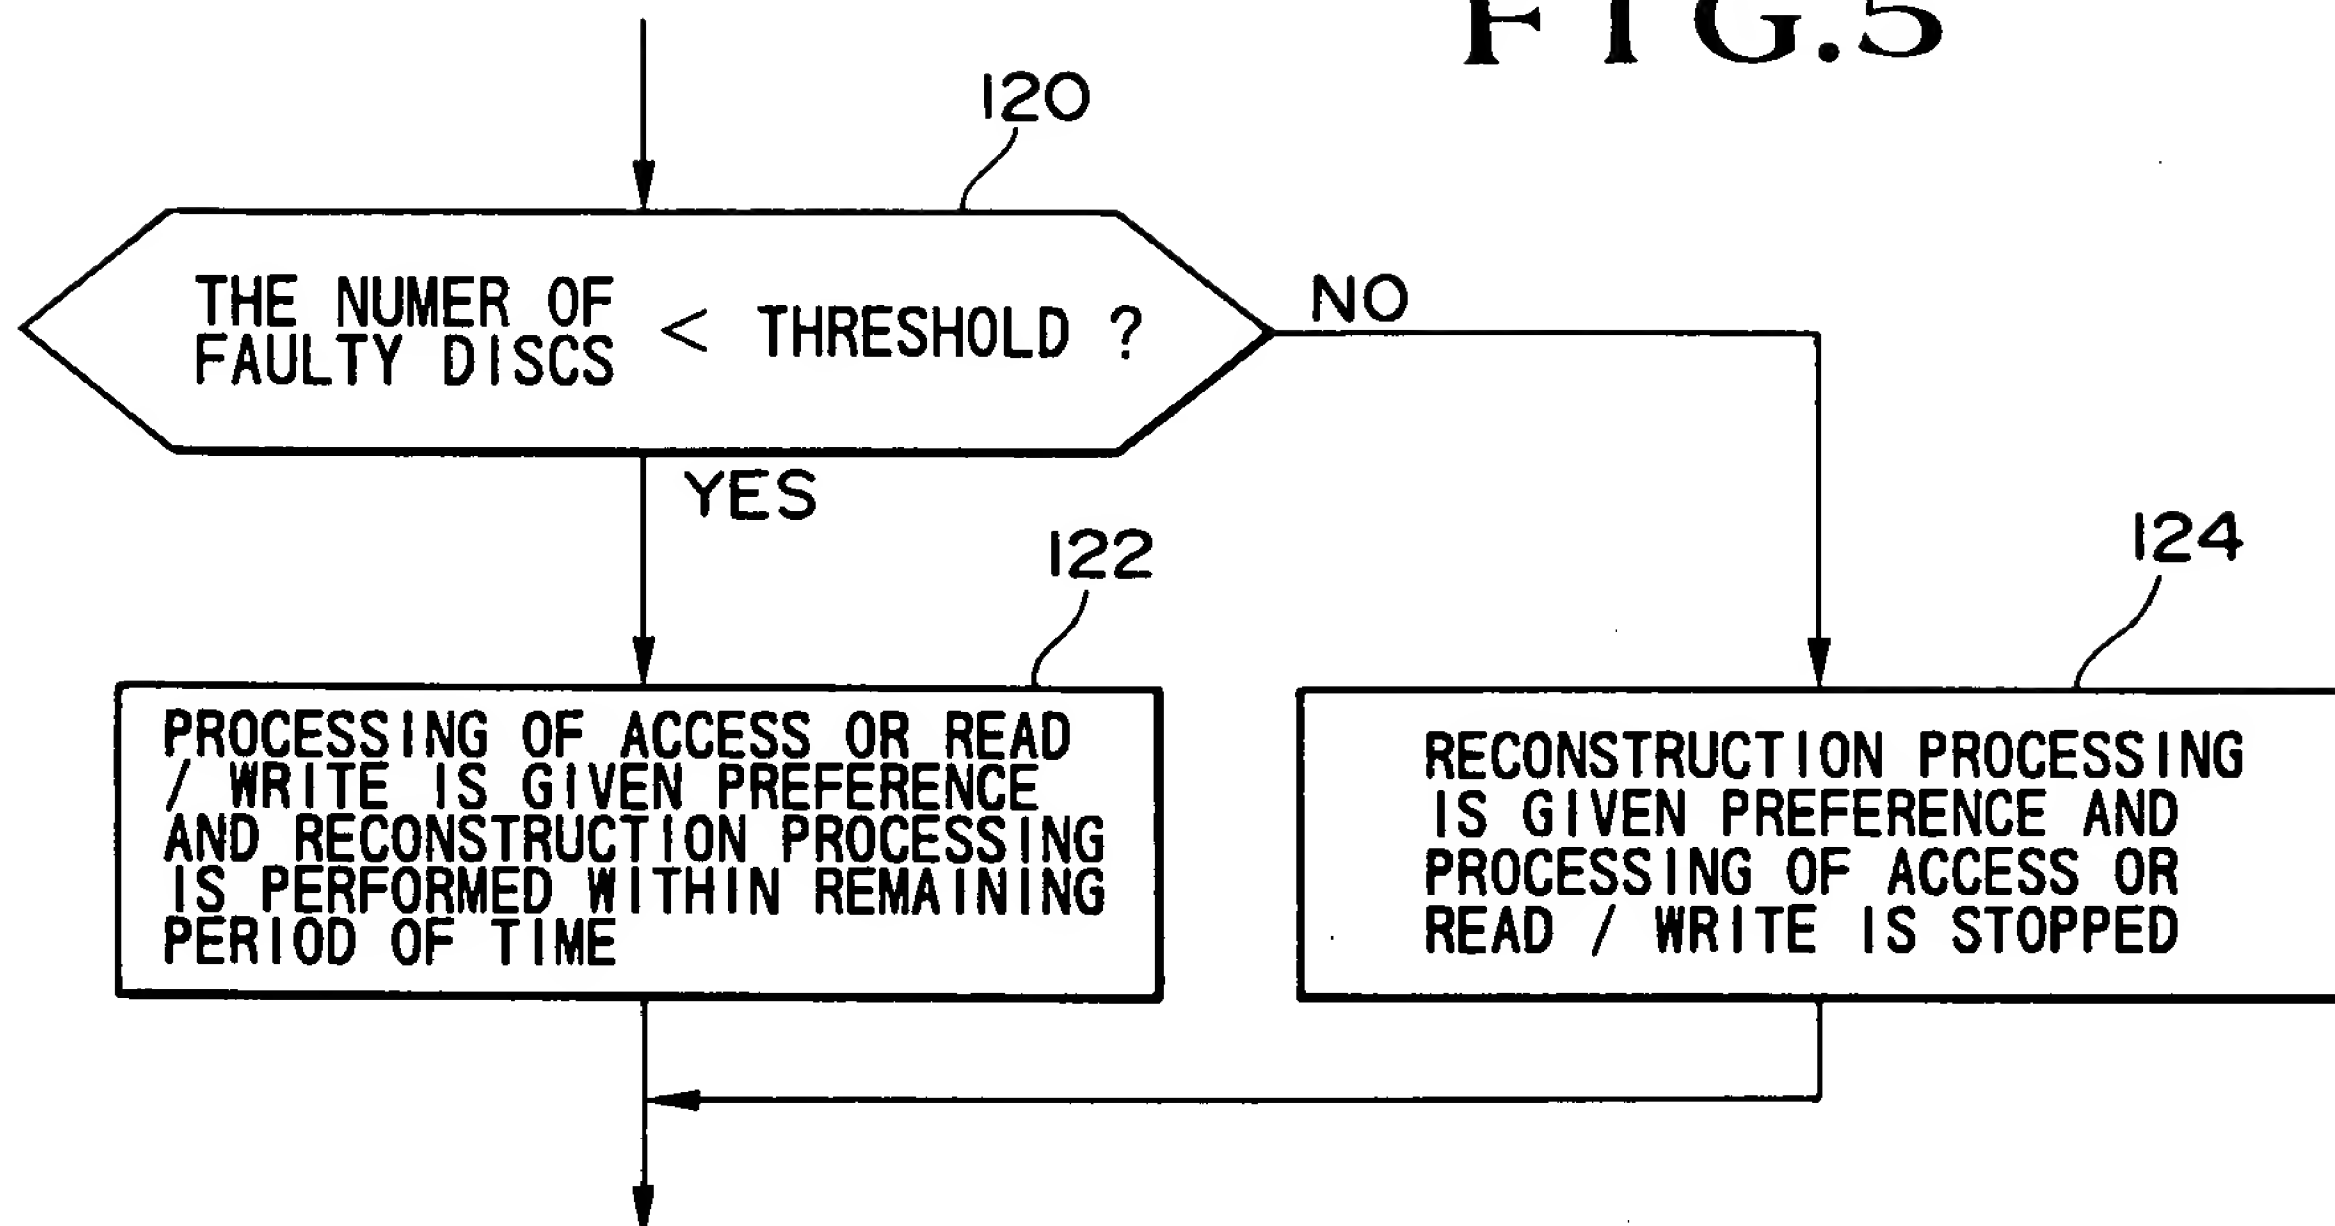 FIG.5
120
THE NUMER OF
FAULTY DISCS < THRESHOLD ?
NO
YES
122
124
PROCESSING OF ACCESS OR READ
/ WRITE IS GIVEN PREFERENCE
AND RECONSTRUCTION PROCESSING
IS PERFORMED WITHIN REMAINING
PERIOD OF TIME
RECONSTRUCTION PROCESSING
IS GIVEN PREFERENCE AND
PROCESSING OF ACCESS OR
READ / WRITE IS STOPPED